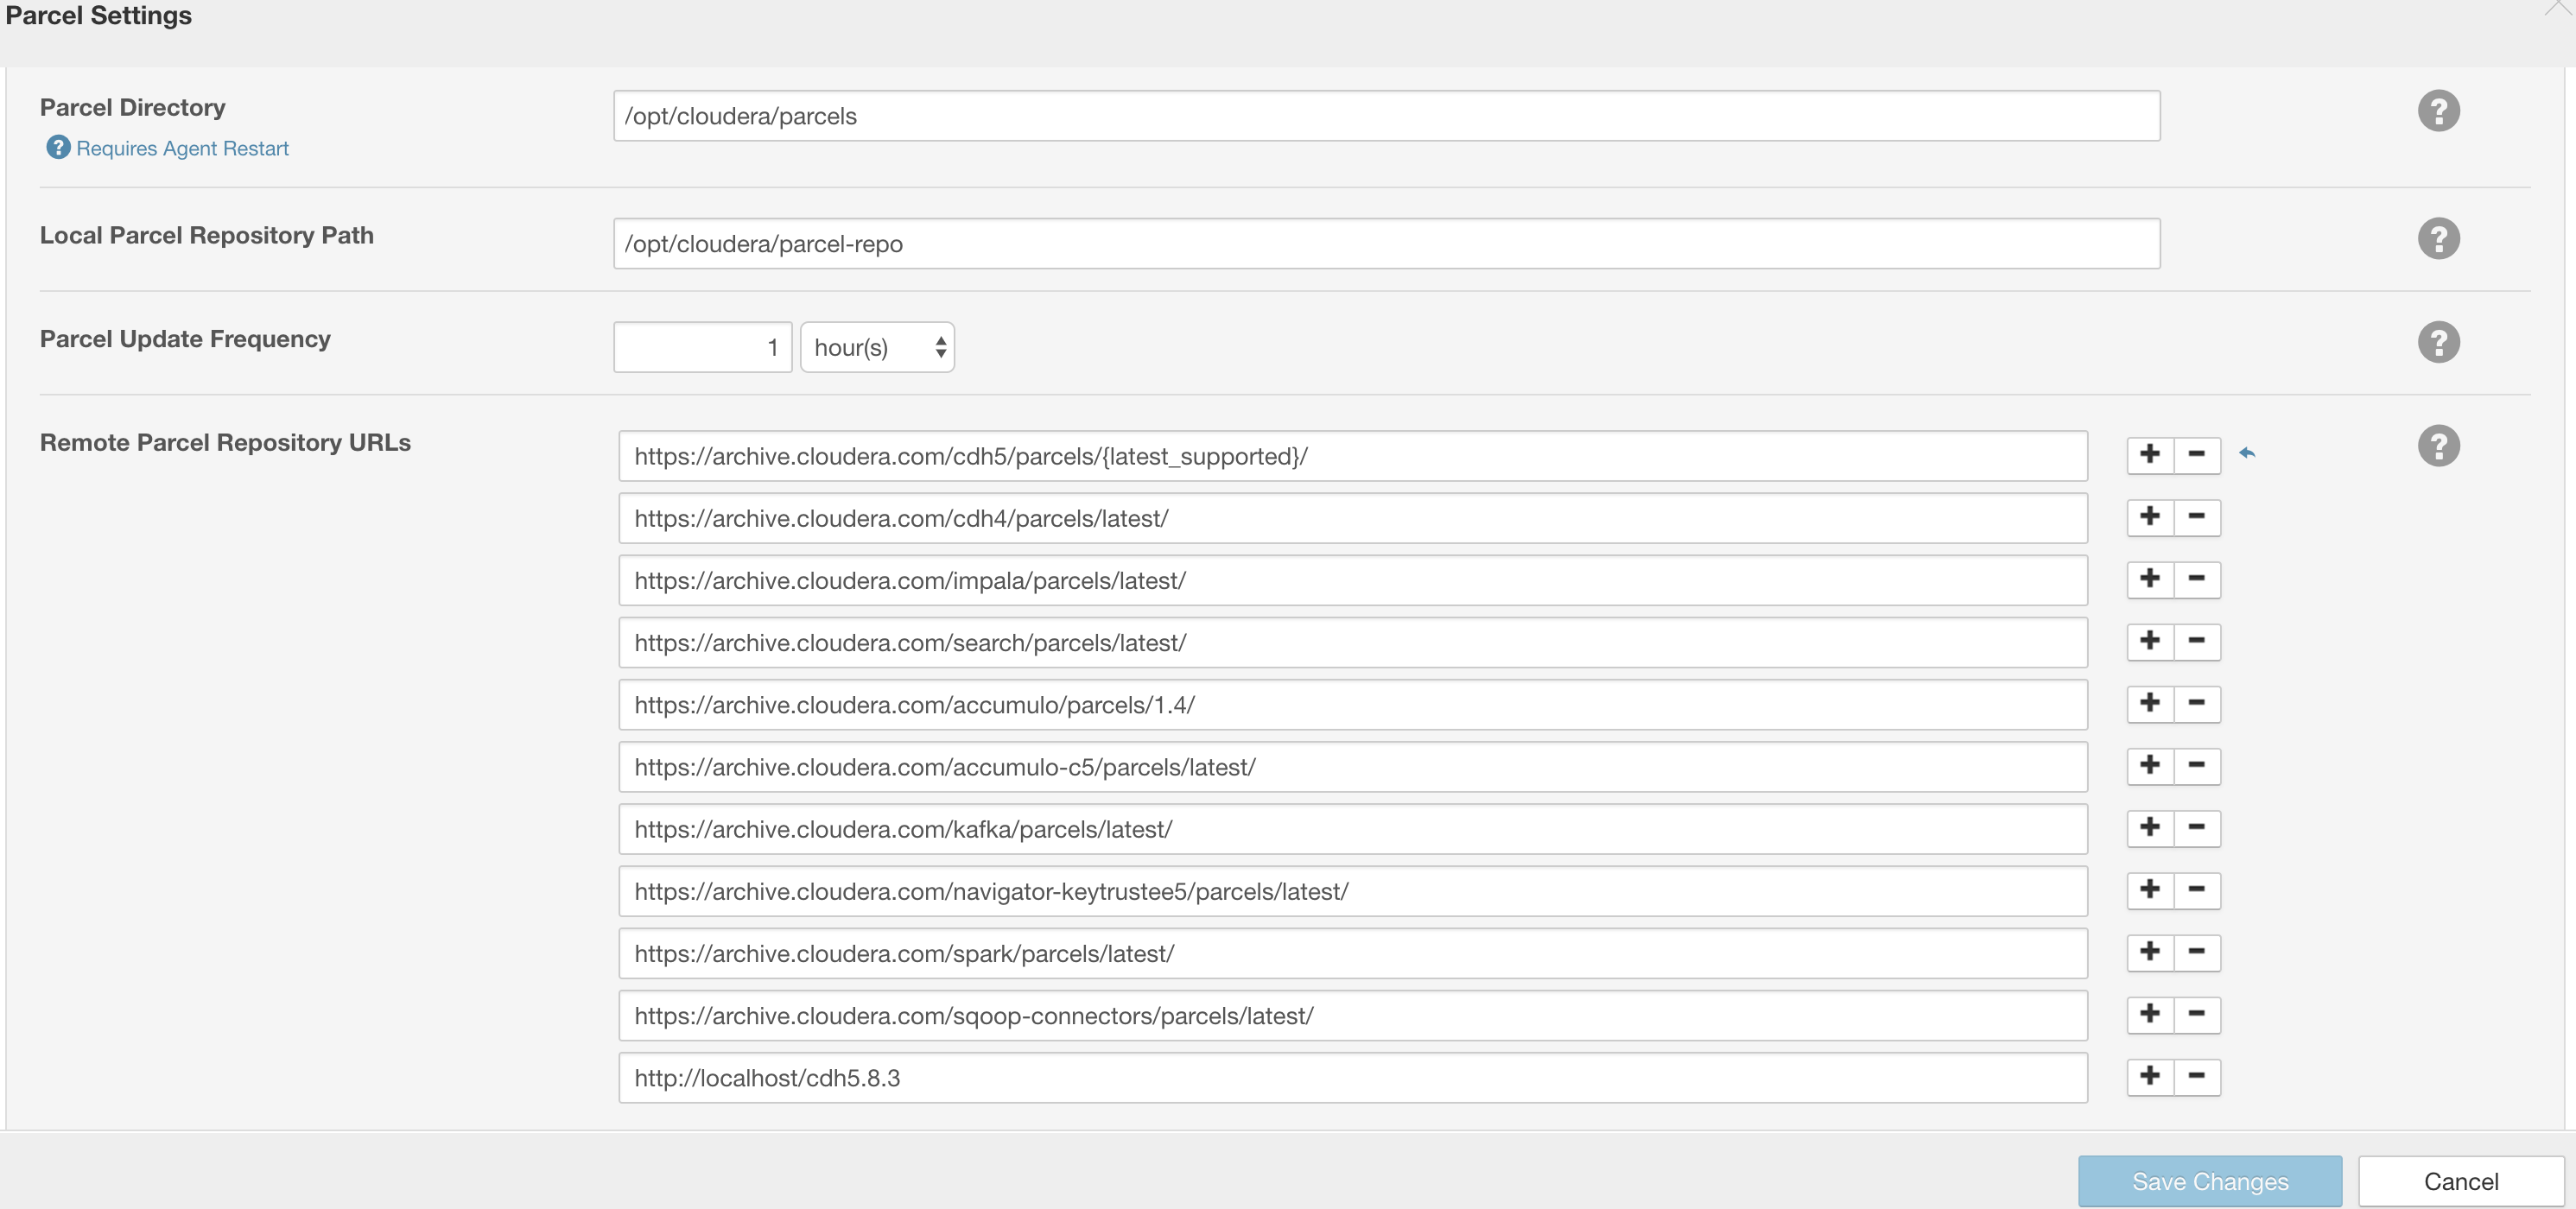 Parcel Settings
Parcel Directory
/opt/cloudera/parcels
Requires Agent Restart
Local Parcel Repository Path
/opt/cloudera/parcel-repo
Parcel Update Frequency
1
hour(s)
Remote Parcel Repository URLs
https://archive.cloudera.com/cdh5/parcels/{latest_supported}/
https://archive.cloudera.com/cdh4/parcels/latest/
https://archive.cloudera.com/impala/parcels/latest/
https://archive.cloudera.com/search/parcels/latest/
https://archive.cloudera.com/accumulo/parcels/1.4/
https://archive.cloudera.com/accumulo-c5/parcels/latest/
https://archive.cloudera.com/kafka/parcels/latest/
https://archive.cloudera.com/navigator-keytrustee5/parcels/latest/
https://archive.cloudera.com/spark/parcels/latest/
https://archive.cloudera.com/sqoop-connectors/parcels/latest/
http://localhost/cdh5.8.3
Save Changes
Cancel